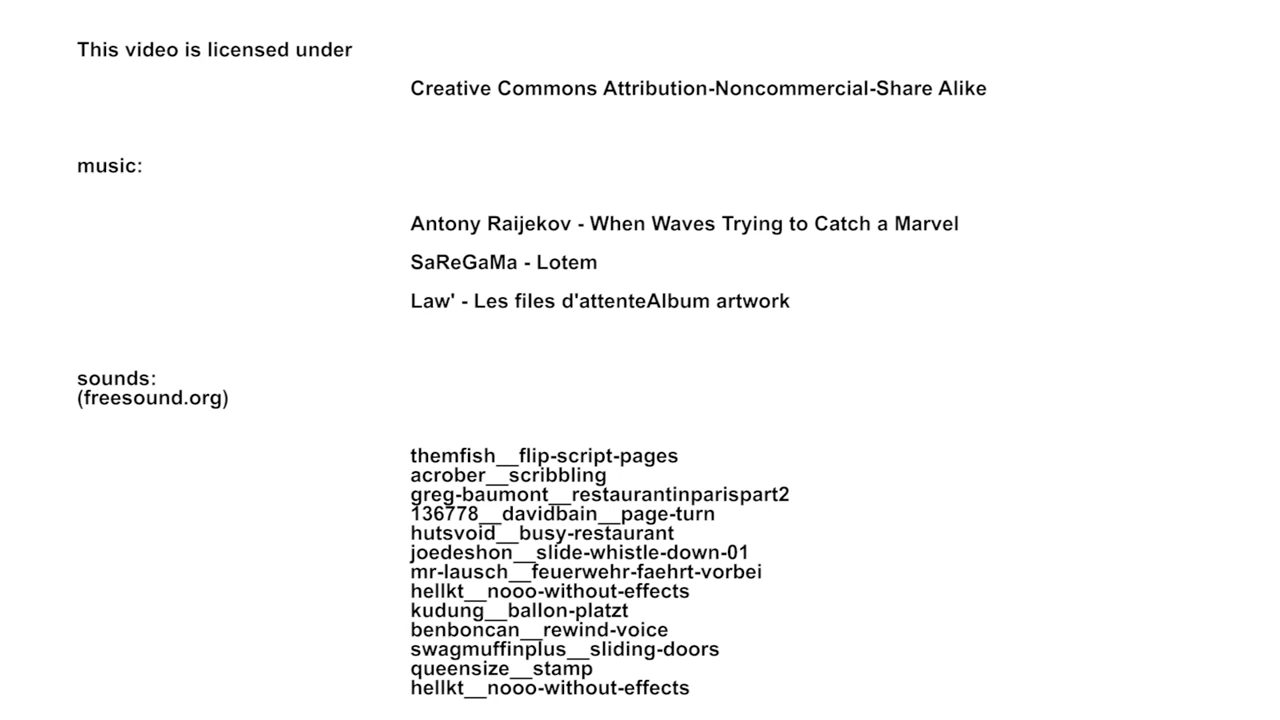 This video is licensed under
Creative Commons Attribution-Noncommercial-Share Alike
music:
Antony Raijekov - When Waves Trying to Catch a Marvel
SaReGaMa - Lotem
Law' - Les files d'attenteAlbum artwork
sounds:
(freesound.org)
themfish__flip-script-pages
acrober__scribbling
greg-baumont__restaurantinparispart2
136778__davidbain__page-turn
hutsvoid__busy-restaurant
joedeshon__slide-whistle-down-01
mr-lausch__feuerwehr-faehrt-vorbei
hellkt__nooo-without-effects
kudung__ballon-platzt
benboncan__rewind-voice
swagmuffinplus__sliding-doors
queensize__stamp
hellkt__nooo-without-effects